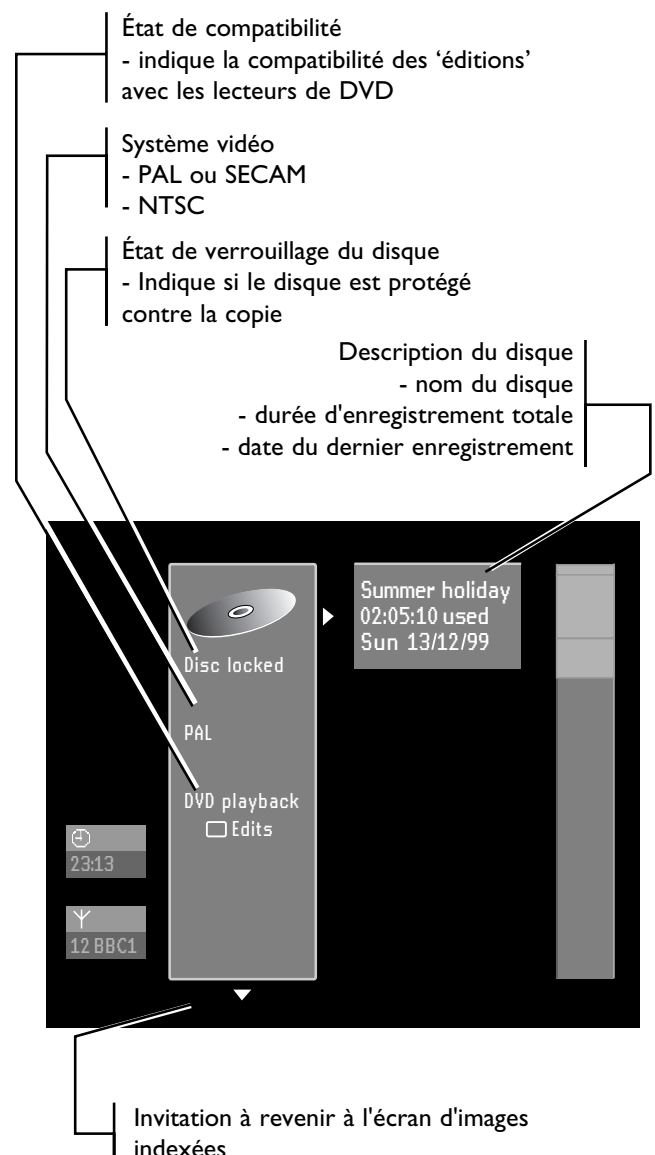 État de compatibilité
- indique la compatibilité des ‘éditions’
avec les lecteurs de DVD
Système vidéo
- PAL ou SECAM
- NTSC
État de verrouillage du disque
- Indique si le disque est protégé
contre la copie
Description du disque
- nom du disque
- durée d'enregistrement totale
- date du dernier enregistrement
Summer holiday
02:05:10 used
Sun 13/12/99
Disc locked
PAL
DVD playback
Edits
23:13
12 BBC1
Invitation à revenir à l'écran d'images
indexées